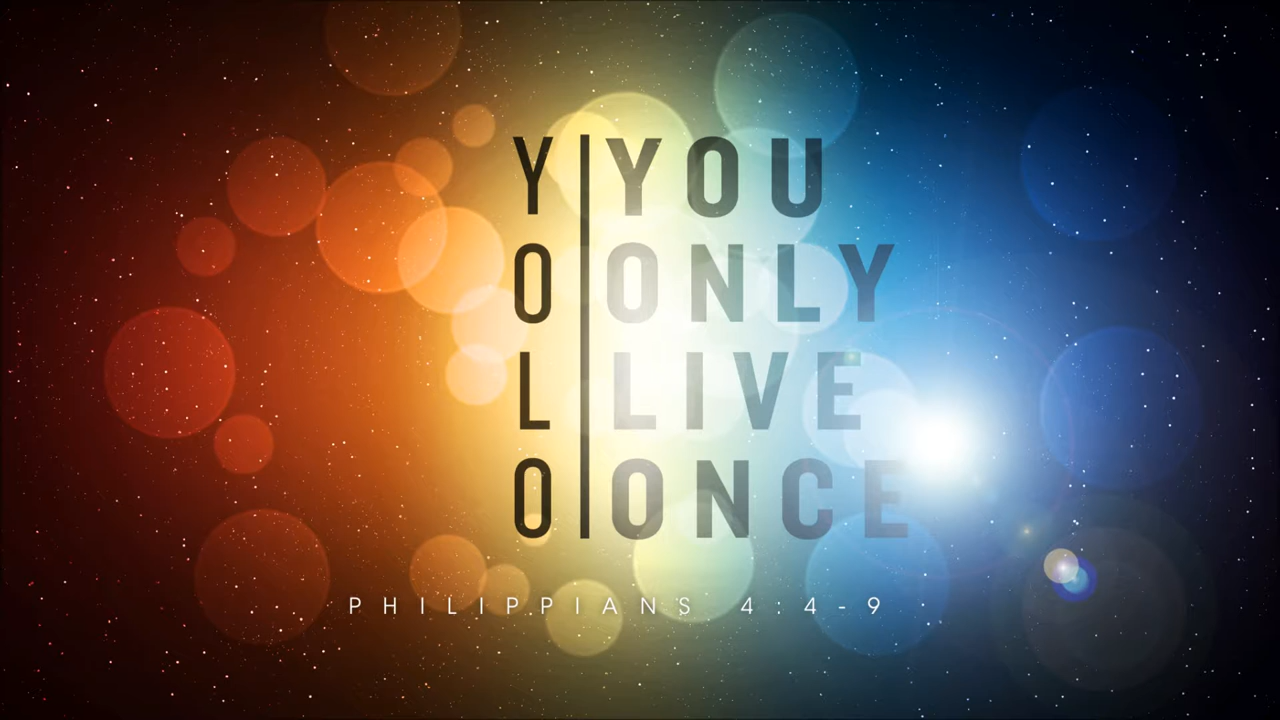 Y | YOU
O | ONLY
L | LIVE
O | ONCE
PHILIPPIANS 4:4-9